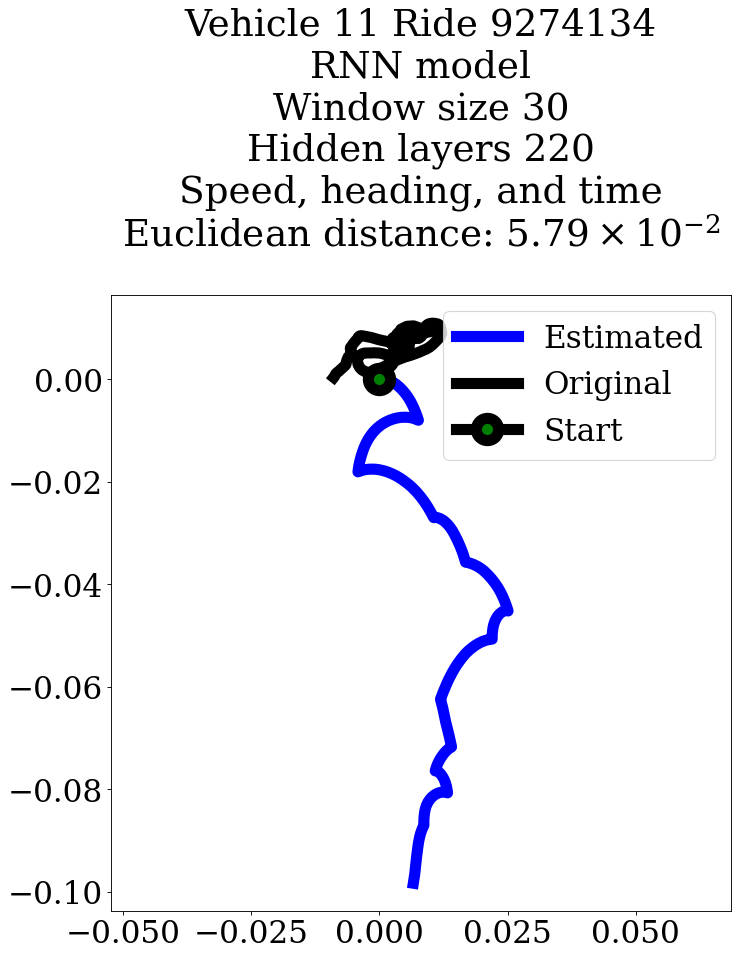 Vehicle 11 Ride 9274134
RNN model
Window size 30
Hidden layers 220
Speed, heading, and time
Euclidean distance: 5.79 × 10⁻²
Estimated
Original
Start
0.00
−0.02
−0.04
−0.06
−0.08
−0.10
−0.050 −0.025 0.000 0.025 0.050